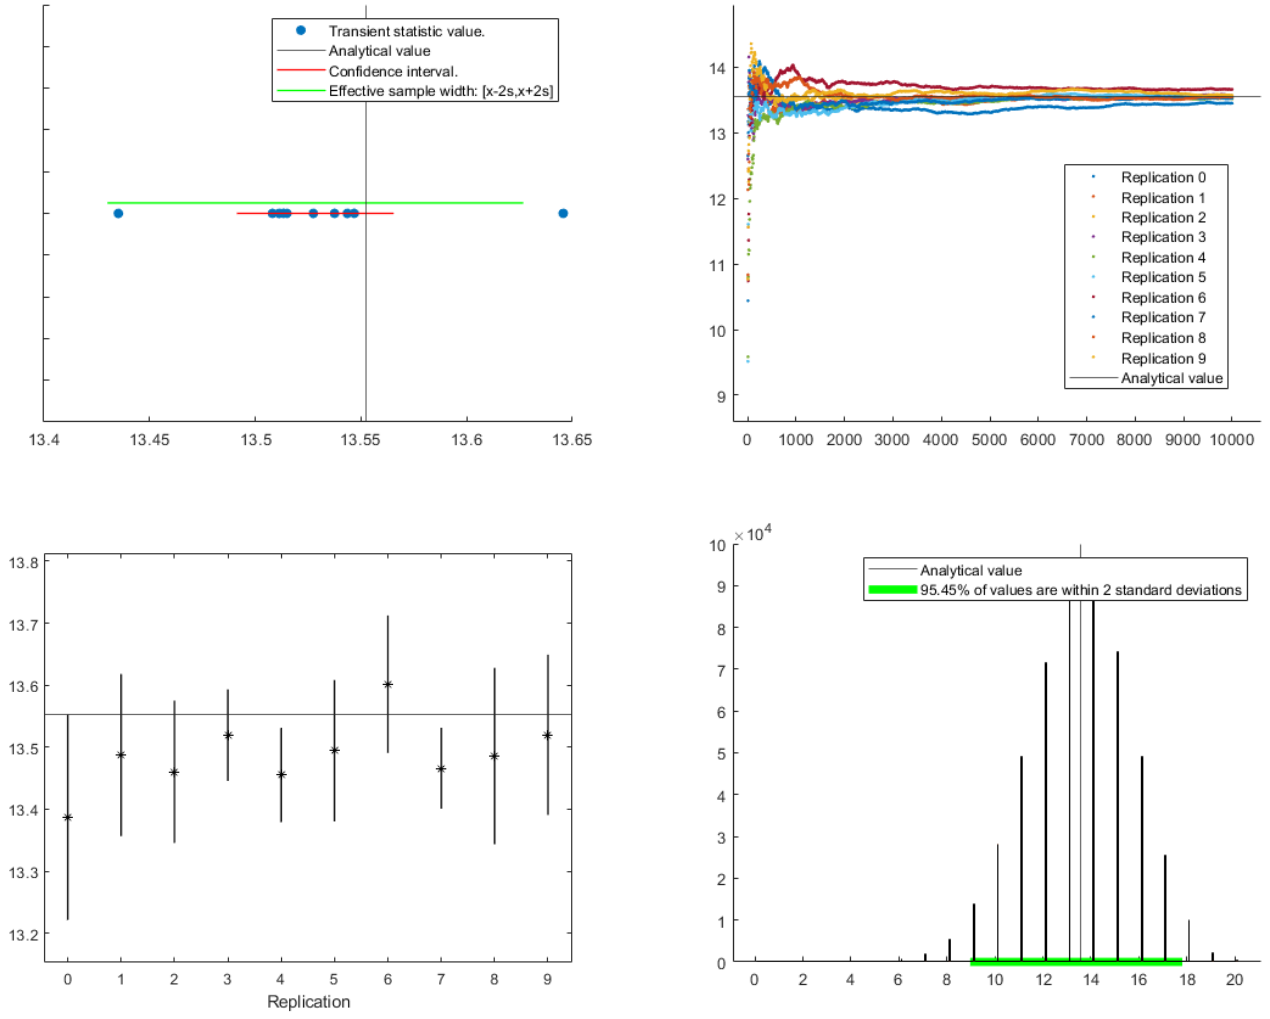 Transient statistic value.
Analytical value
Confidence interval.
Effective sample width: [x-2s,x+2s]
13.4 13.45 13.5 13.55 13.6 13.65
14
13
12
11
10
9
Replication 0
Replication 1
Replication 2
Replication 3
Replication 4
Replication 5
Replication 6
Replication 7
Replication 8
Replication 9
Analytical value
0 1000 2000 3000 4000 5000 6000 7000 8000 9000 10000
13.8
13.7
13.6
13.5
13.4
13.3
13.2
0 1 2 3 4 5 6 7 8 9
Replication
×10⁴
10
9
8
7
6
5
4
3
2
1
0
Analytical value
95.45% of values are within 2 standard deviations
0 2 4 6 8 10 12 14 16 18 20